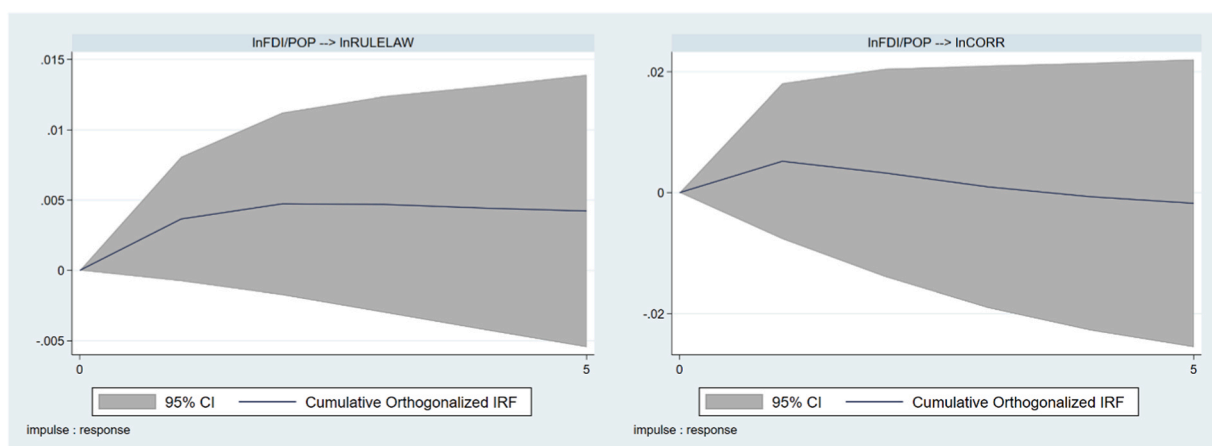 lnFDI/POP --> lnRULELAW
.015
.01
.005
0
-.005
0
5
95% CI
Cumulative Orthogonalized IRF
impulse : response
lnFDI/POP --> lnCORR
.02
0
-.02
0
5
95% CI
Cumulative Orthogonalized IRF
impulse : response